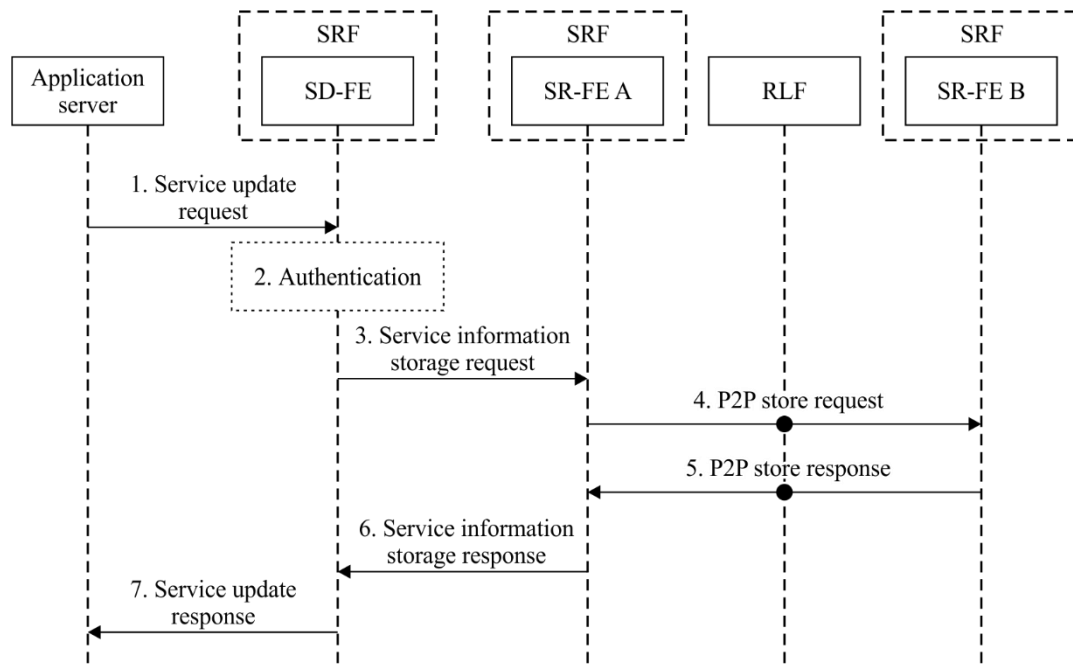 SRF
SRF
SRF
Application
server
SD-FE
SR-FE A
RLF
SR-FE B
1. Service update
request
2. Authentication
3. Service information
storage request
4. P2P store request
5. P2P store response
6. Service information
storage response
7. Service update
response